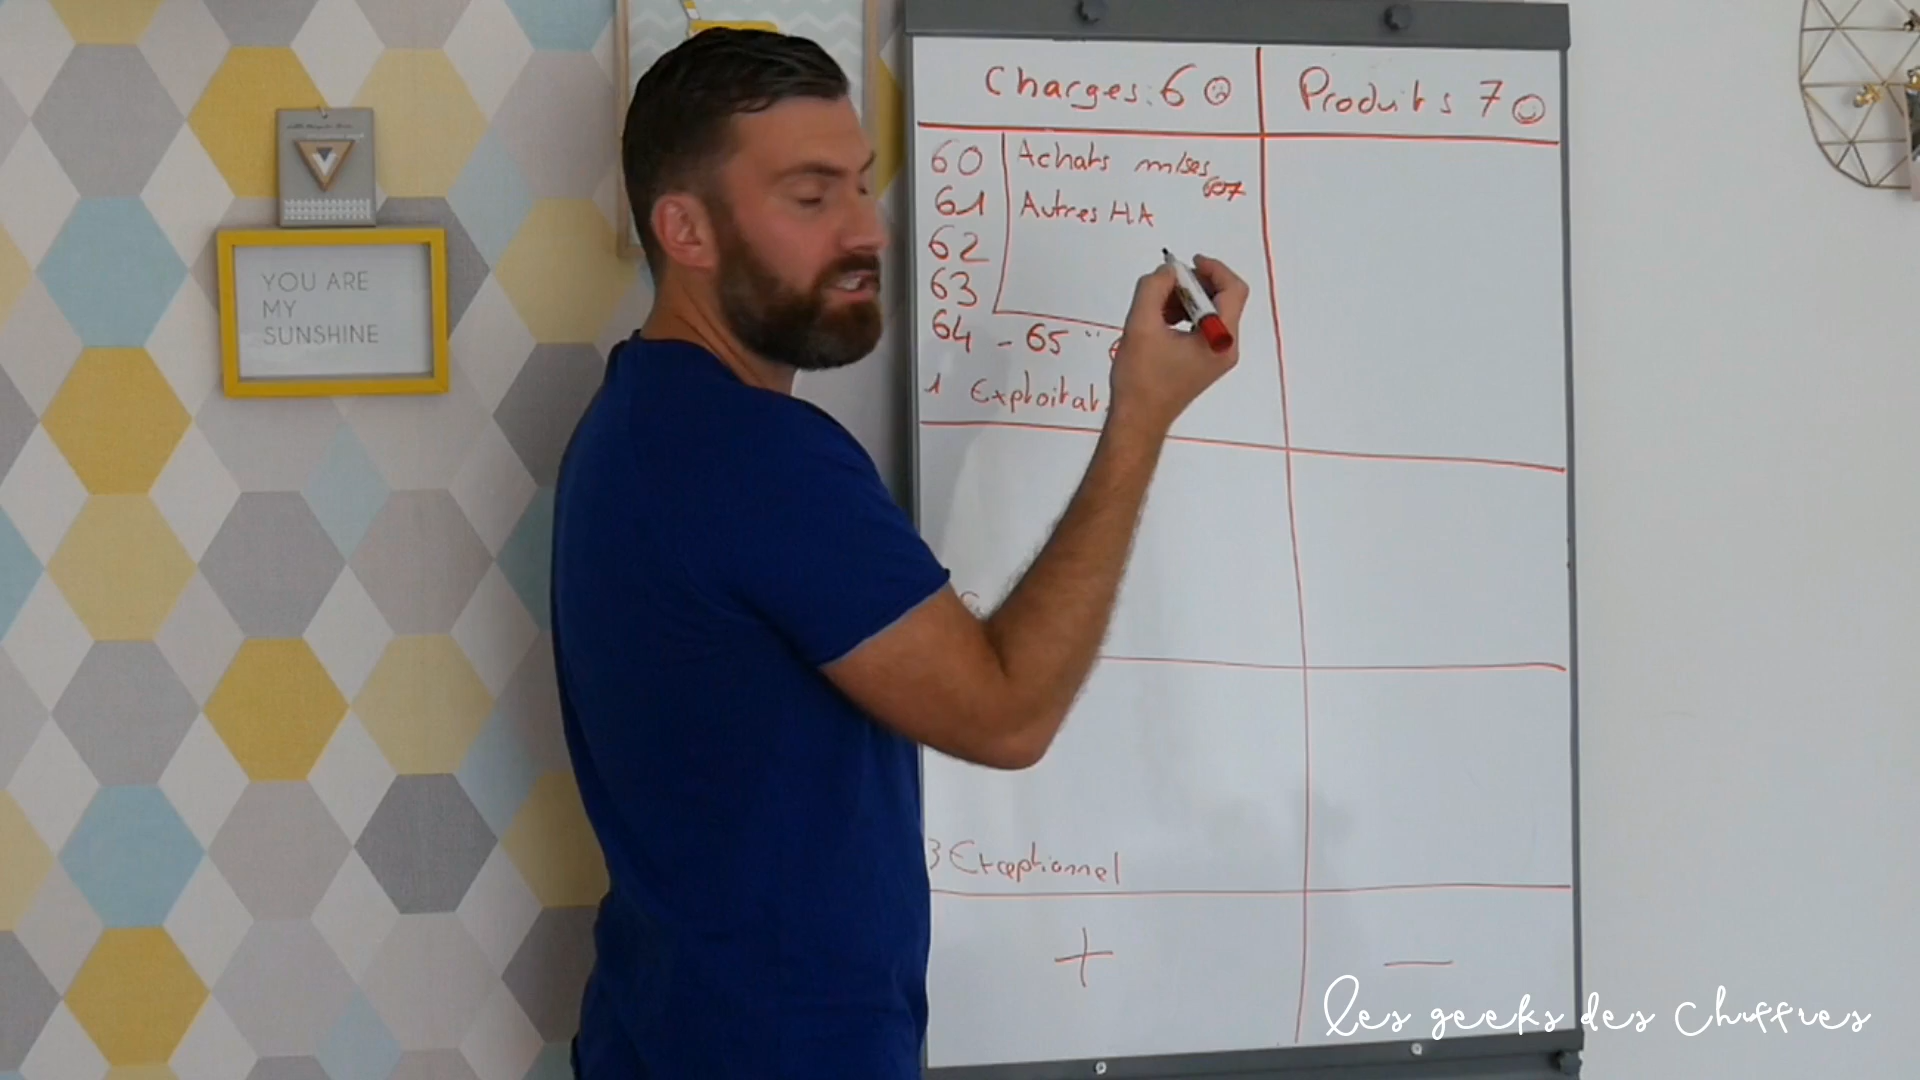 YOU ARE
MY
SUNSHINE
Charges: 6
Produits 7
60 Achats m/ses 607
61 Autres HA
62
63
64 - 65
1 Exploitat
3 Exceptionnel
+ -
Les geeks des chiffres